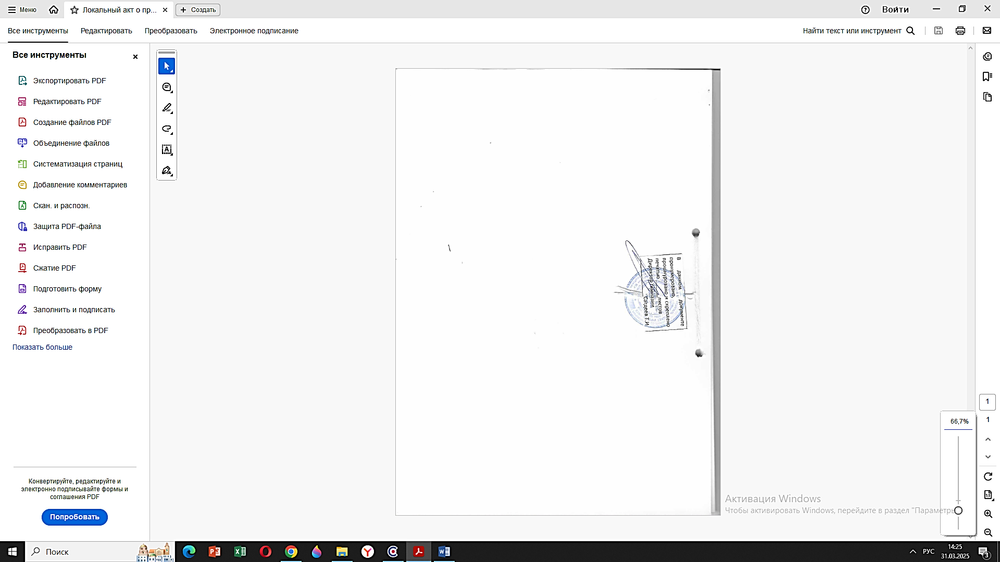 Меню
Локальный акт о пр...
Создать
Войти
Все инструменты
Редактировать
Преобразовать
Электронное подписание
Найти текст или инструмент
Все инструменты
Экспортировать PDF
Редактировать PDF
Создание файлов PDF
Объединение файлов
Систематизация страниц
Добавление комментариев
Скан. и распозн.
Защита PDF-файла
Исправить PDF
Сжатие PDF
Подготовить форму
Заполнить и подписать
Преобразовать в PDF
Показать больше
Конвертируйте, редактируйте и
электронно подписывайте формы и
соглашения PDF
Попробовать
В данном документе
пронумеровано,
прошнуровано и скреплено
печатью листов
Директор гимназии
Сагдеев Т.И
1
1
66,7%
Активация Windows
Чтобы активировать Windows, перейдите в раздел "Параметры
Поиск
РУС
14:25
31.03.2025
3